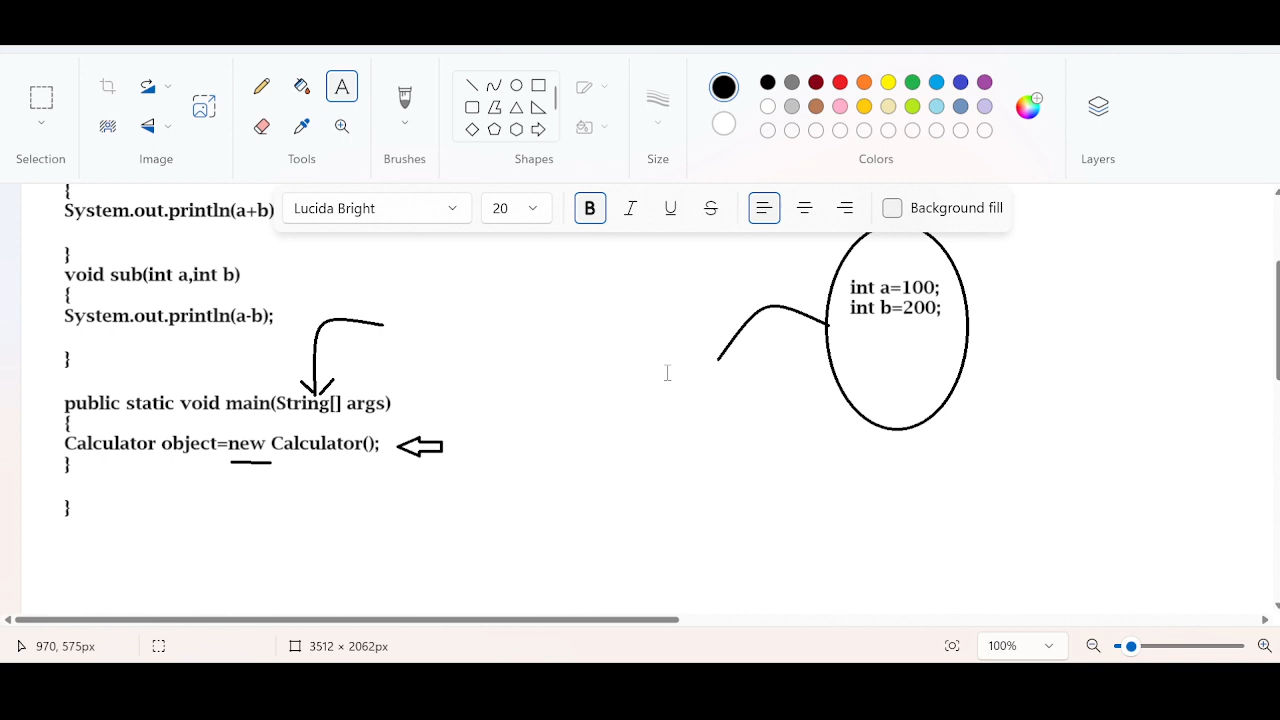 Selection
Image
Tools
Brushes
Shapes
Size
Colors
Layers
Lucida Bright
20
B
I
U
S
Background fill
{
System.out.println(a+b)
}
void sub(int a,int b)
{
System.out.println(a-b);
}
public static void main(String[] args)
{
Calculator object=new Calculator();
}
}
int a=100;
int b=200;
970, 575px
3512 × 2062px
100%